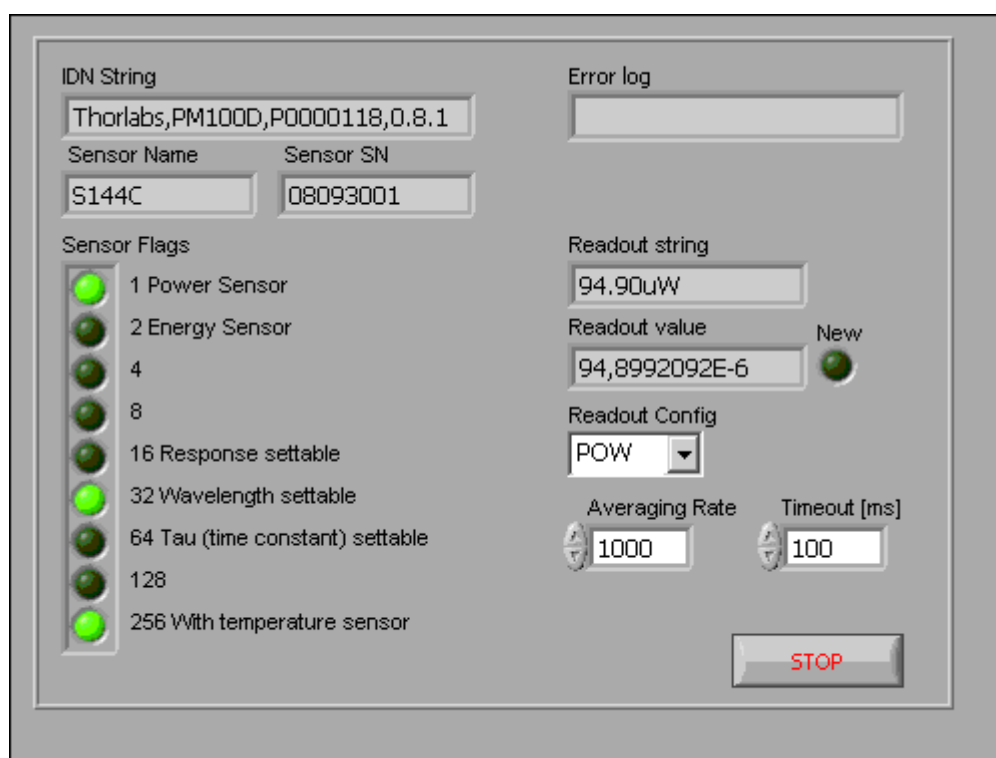 IDN String
Thorlabs,PM100D,P0000118,0.8.1
Sensor Name Sensor SN
S144C 08093001
Sensor Flags
1 Power Sensor
2 Energy Sensor
4
8
16 Response settable
32 Wavelength settable
64 Tau (time constant) settable
128
256 With temperature sensor
Error log
Readout string
94.90uW
Readout value New
94,8992092E-6
Readout Config
POW
Averaging Rate Timeout [ms]
1000 100
STOP